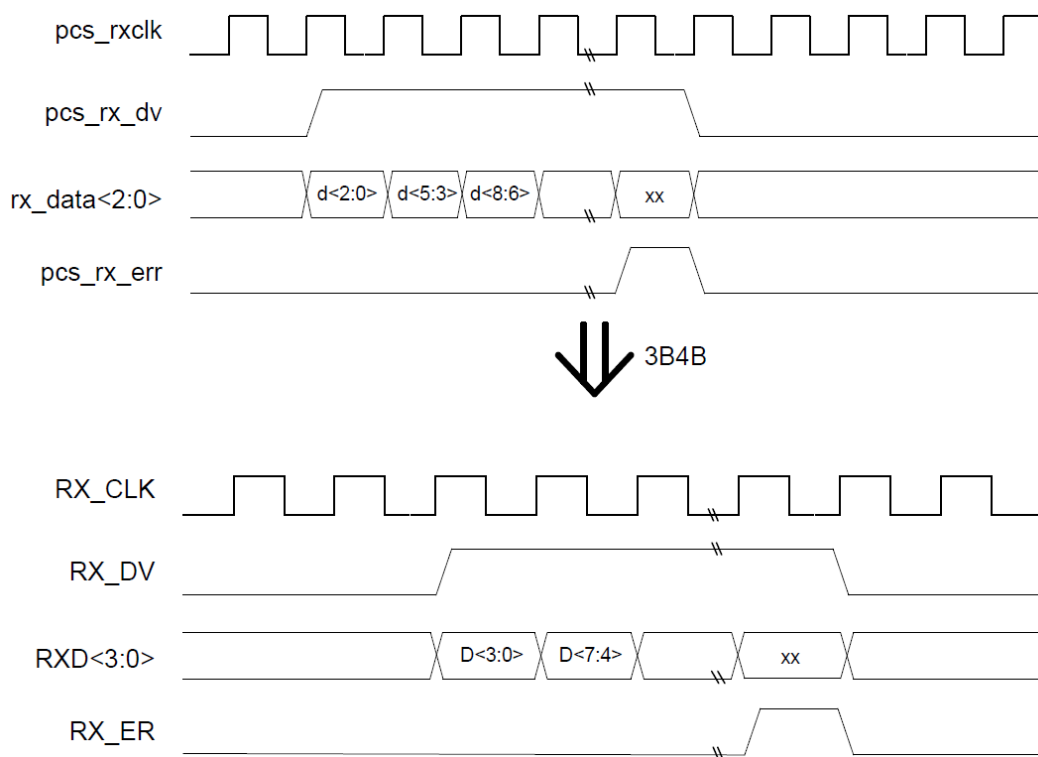 pcs_rxclk
pcs_rx_dv
rx_data<2:0> d<2:0> d<5:3> d<8:6> xx
pcs_rx_err
3B4B
RX_CLK
RX_DV
RXD<3:0> D<3:0> D<7:4> xx
RX_ER